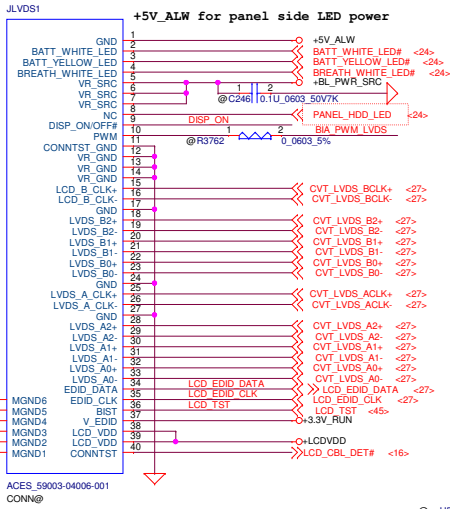 JLVDS1
+5V_ALW for panel side LED power
GND 1 +5V_ALW
BATT_WHITE_LED 2 BATT_WHITE_LED# <24>
BATT_YELLOW_LED 3 BATT_YELLOW_LED# <24>
BREATH_WHITE_LED 4 BREATH_WHITE_LED# <24>
VR_SRC 5 +BL_PWR_SRC
VR_SRC 6 1 2
VR_SRC 7 @C246 0.1U_0603_50V7K
NC 8 PANEL_HDD_LED <24>
DISP_ON/OFF# 9 DISP_ON
PWM 10 1 2 BIA_PWM_LVDS
CONNTST_GND 11 @R3762 0_0603_5%
VR_GND 12
VR_GND 13
VR_GND 14
LCD_B_CLK+ 15 CVT_LVDS_BCLK+ <27>
LCD_B_CLK- 16 CVT_LVDS_BCLK- <27>
GND 17
LVDS_B2+ 18 CVT_LVDS_B2+ <27>
LVDS_B2- 19 CVT_LVDS_B2- <27>
LVDS_B1+ 20 CVT_LVDS_B1+ <27>
LVDS_B1- 21 CVT_LVDS_B1- <27>
LVDS_B0+ 22 CVT_LVDS_B0+ <27>
LVDS_B0- 23 CVT_LVDS_B0- <27>
GND 24
LVDS_A_CLK+ 25 CVT_LVDS_ACLK+ <27>
LVDS_A_CLK- 26 CVT_LVDS_ACLK- <27>
GND 27
LVDS_A2+ 28 CVT_LVDS_A2+ <27>
LVDS_A2- 29 CVT_LVDS_A2- <27>
LVDS_A1+ 30 CVT_LVDS_A1+ <27>
LVDS_A1- 31 CVT_LVDS_A1- <27>
LVDS_A0+ 32 CVT_LVDS_A0+ <27>
LVDS_A0- 33 CVT_LVDS_A0- <27>
EDID_DATA 34 LCD_EDID_DATA LCD_EDID_DATA <27>
MGND6 EDID_CLK 35 LCD_EDID_CLK LCD_EDID_CLK <27>
MGND5 BIST 36 LCD_TST LCD_TST <45>
MGND4 V_EDID 37 +3.3V_RUN
MGND3 LCD_VDD 38
MGND2 LCD_VDD 39 +LCDVDD
MGND1 CONNTST 40 LCD_CBL_DET# <16>
ACES_59003-04006-001
CONN@